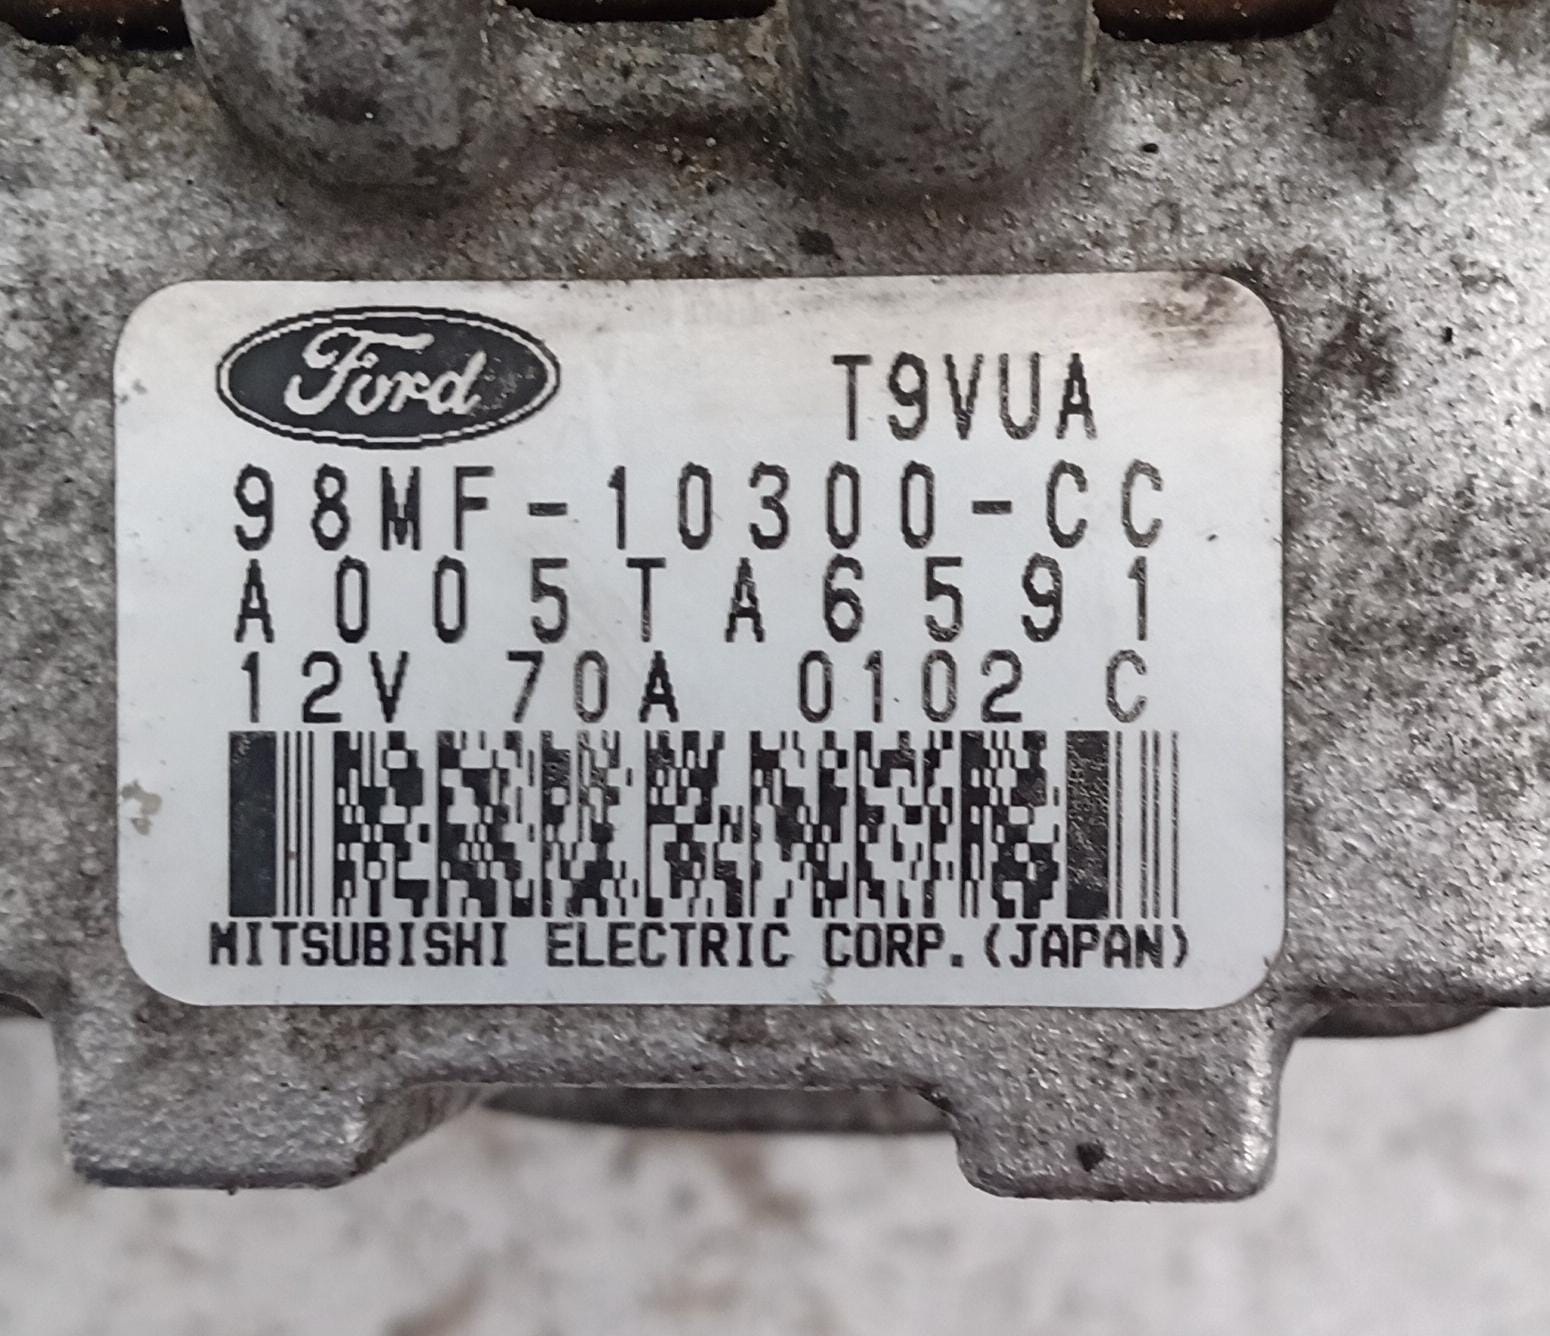 Ford
T9VUA
98MF-10300-CC
A005TA6591
12V 70A 0102 C
MITSUBISHI ELECTRIC CORP.(JAPAN)